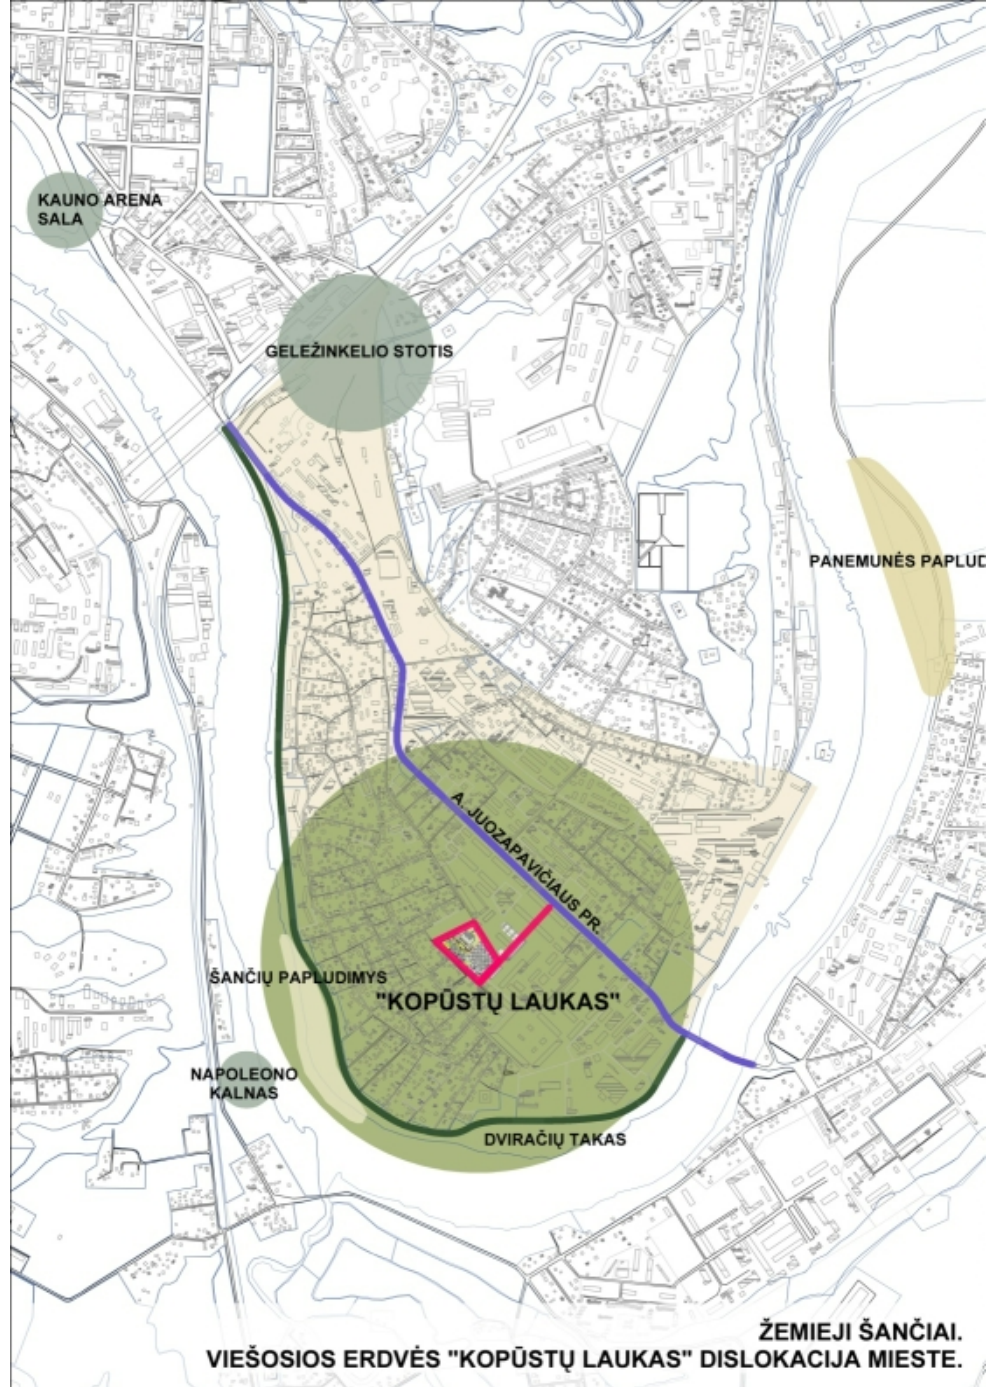 KAUNO ARENA
SALA
GELEŽINKELIO STOTIS
PANEMUNĖS PAPLUD
A. JUOZAPAVIČIAUS PR.
ŠANČIŲ PAPLUDIMYS
"KOPŪSTŲ LAUKAS"
NAPOLEONO
KALNAS
DVIRAČIŲ TAKAS
ŽEMIEJI ŠANČIAI.
VIEŠOSIOS ERDVĖS "KOPŪSTŲ LAUKAS" DISLOKACIJA MIESTE.